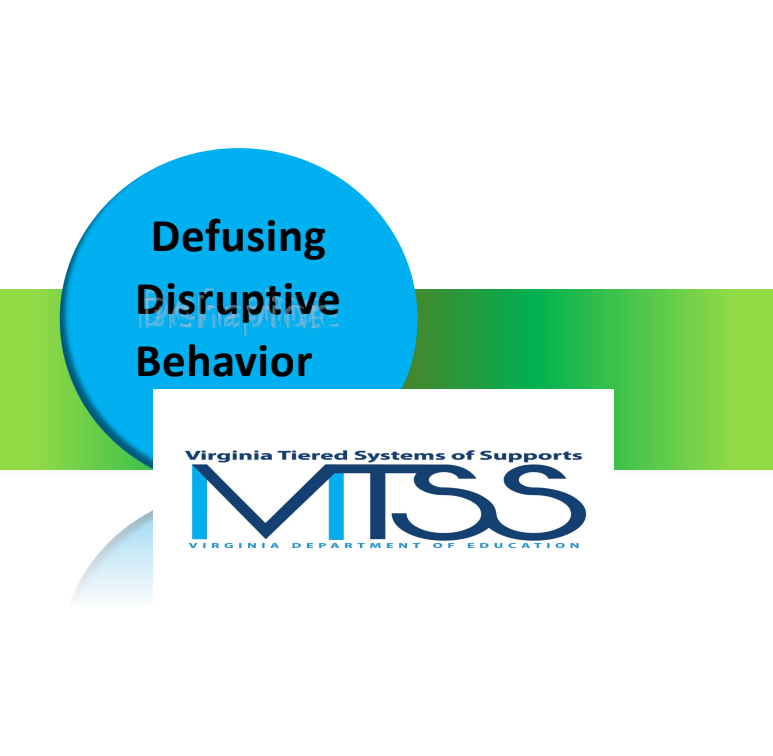 Defusing
Disruptive
Behavior
Virginia Tiered Systems of Supports
MTSS
VIRGINIA DEPARTMENT OF EDUCATION